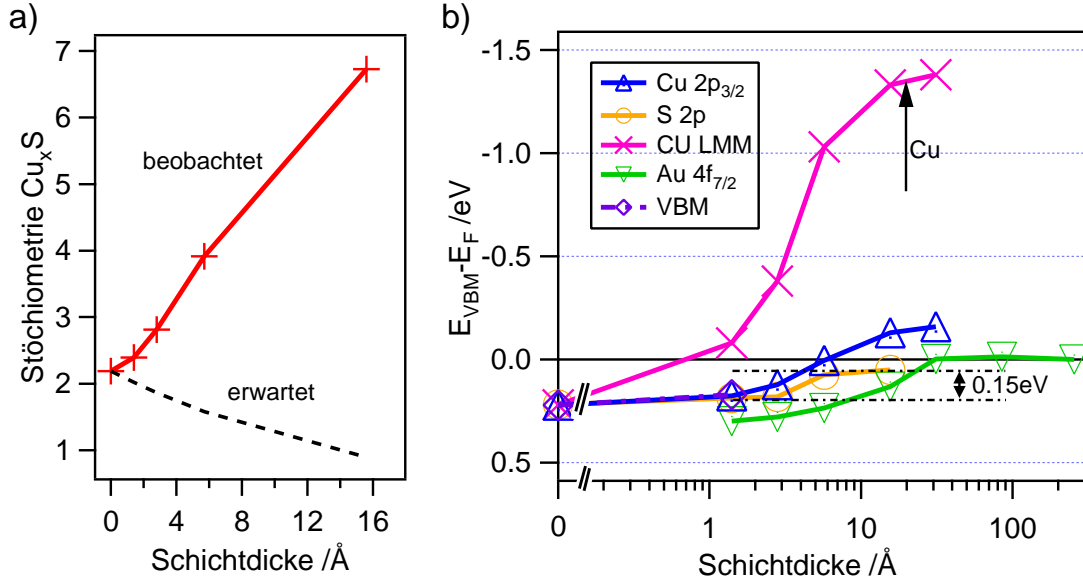 a)
Stöchiometrie CuₓS
7
6
5
4
3
2
1
beobachtet
erwartet
0
4
8
12
16
Schichtdicke /Å
b)
E_VBM-E_F /eV
-1.5
-1.0
-0.5
0.0
0.5
Cu 2p₃/₂
S 2p
CU LMM
Au 4f₇/₂
VBM
Cu
0.15eV
0
1
10
100
Schichtdicke /Å